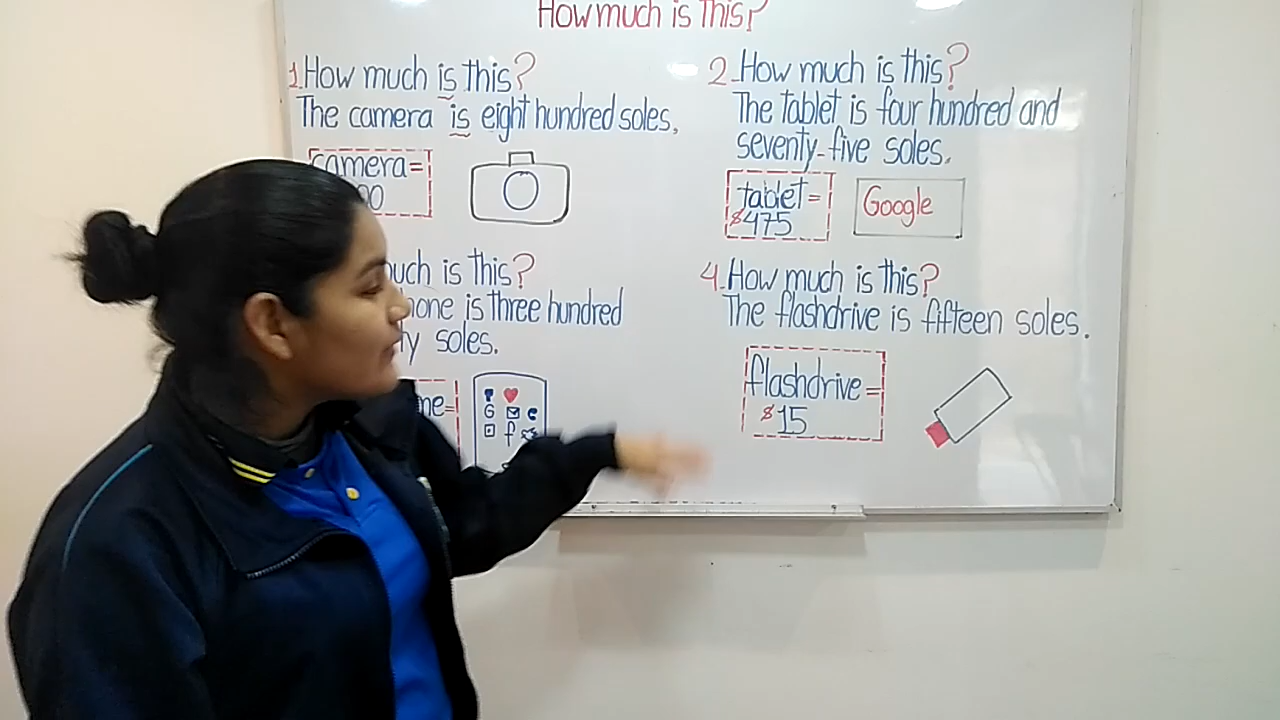 How much is this?
1. How much is this?
The camera is eight hundred soles.
camera=
00
2. How much is this?
The tablet is four hundred and
seventy-five soles.
tablet=
$475
Google
much is this?
is three hundred
soles.
4. How much is this?
The flashdrive is fifteen soles.
flashdrive=
$15
G
f